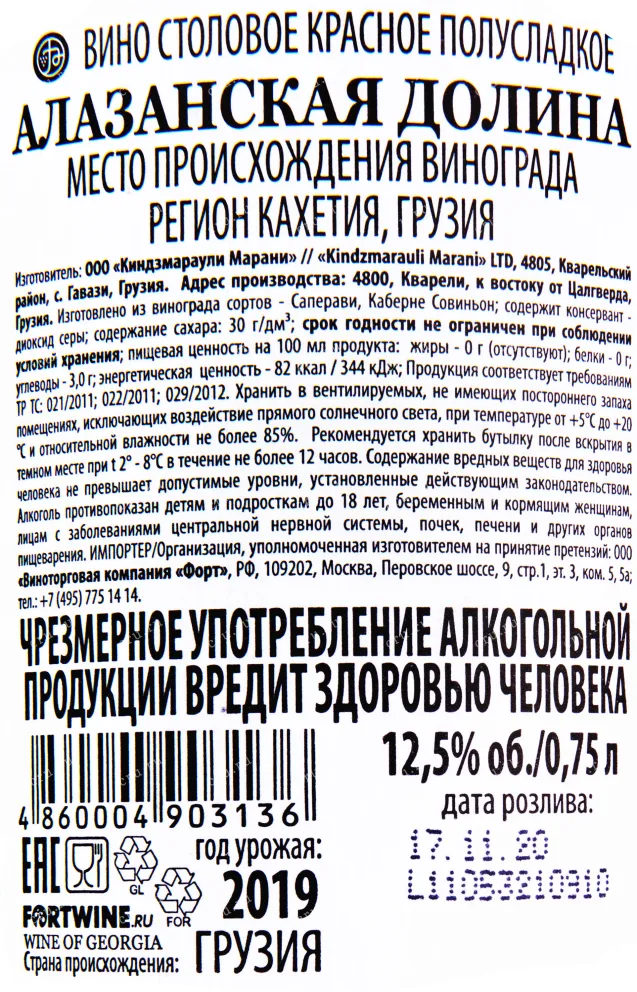 ВИНО СТОЛОВОЕ КРАСНОЕ ПОЛУСЛАДКОЕ
АЛАЗАНСКАЯ ДОЛИНА
МЕСТО ПРОИСХОЖДЕНИЯ ВИНОГРАДА
РЕГИОН КАХЕТИЯ, ГРУЗИЯ
Изготовитель: ООО «Киндзмараули Марани» // «Kindzmarauli Marani» LTD, 4805, Кварельский
район, с. Гавази, Грузия. Адрес производства: 4800, Кварели, к востоку от Цалгверда,
Грузия. Изготовлено из винограда сортов - Саперави, Каберне Совиньон; содержит консервант -
диоксид серы; содержание сахара: 30 г/дм³; срок годности не ограничен при соблюдении
условий хранения; пищевая ценность на 100 мл продукта: жиры - 0 г (отсутствуют); белки - 0 г;
углеводы - 3,0 г; энергетическая ценность - 82 ккал / 344 кДж; Продукция соответствует требованиям
ТР ТС: 021/2011; 022/2011; 029/2012. Хранить в вентилируемых, не имеющих постороннего запаха
помещениях, исключающих воздействие прямого солнечного света, при температуре от +5°С до +20
°С и относительной влажности не более 85%. Рекомендуется хранить бутылку после вскрытия в
темном месте при t 2° - 8°С в течение не более 12 часов. Содержание вредных веществ для здоровья
человека не превышает допустимые уровни, установленные действующим законодательством.
Алкоголь противопоказан детям и подросткам до 18 лет, беременным и кормящим женщинам,
лицам с заболеваниями центральной нервной системы, почек, печени и других органов
пищеварения. ИМПОРТЕР/Организация, уполномоченная изготовителем на принятие претензий: ООО
«Виноторговая компания «Форт», РФ, 109202, Москва, Перовское шоссе, 9, стр.1, эт. 3, ком. 5, 5а;
тел.: +7 (495) 775 14 14.
ЧРЕЗМЕРНОЕ УПОТРЕБЛЕНИЕ АЛКОГОЛЬНОЙ
ПРОДУКЦИИ ВРЕДИТ ЗДОРОВЬЮ ЧЕЛОВЕКА
12,5% об./0,75 л
дата розлива:
17.11.20
4 860004 903136
EAC
GL
FOR
FORTWINE.RU
WINE OF GEORGIA
год урожая:
2019
Страна происхождения: ГРУЗИЯ